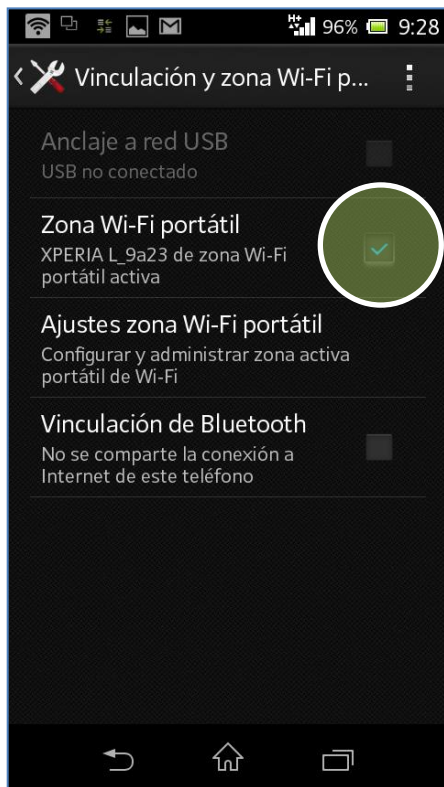 H+ 96% 9:28
Vinculación y zona Wi-Fi p...
Anclaje a red USB
USB no conectado
Zona Wi-Fi portátil
XPERIA L_9a23 de zona Wi-Fi
portátil activa
Ajustes zona Wi-Fi portátil
Configurar y administrar zona activa
portátil de Wi-Fi
Vinculación de Bluetooth
No se comparte la conexión a
Internet de este teléfono